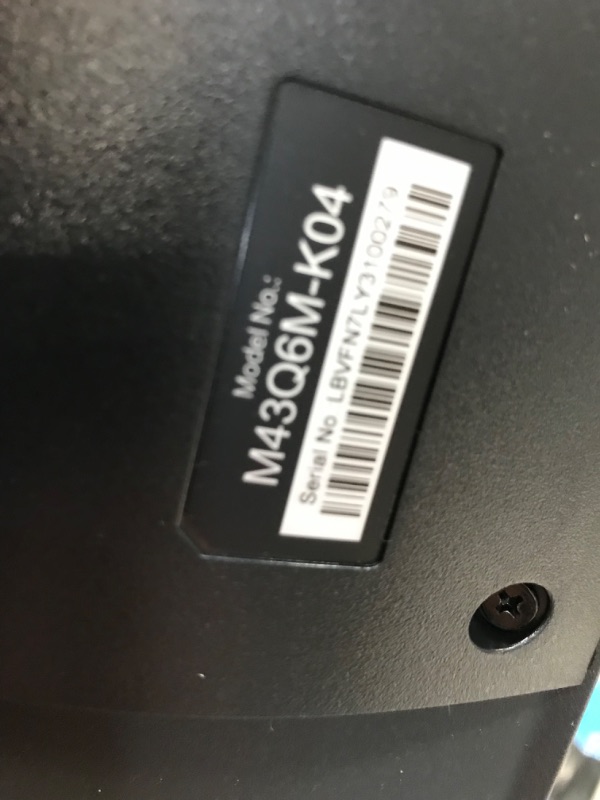 Model No.:
M43Q6M-K04
Serial No LBVFN7LY3100279